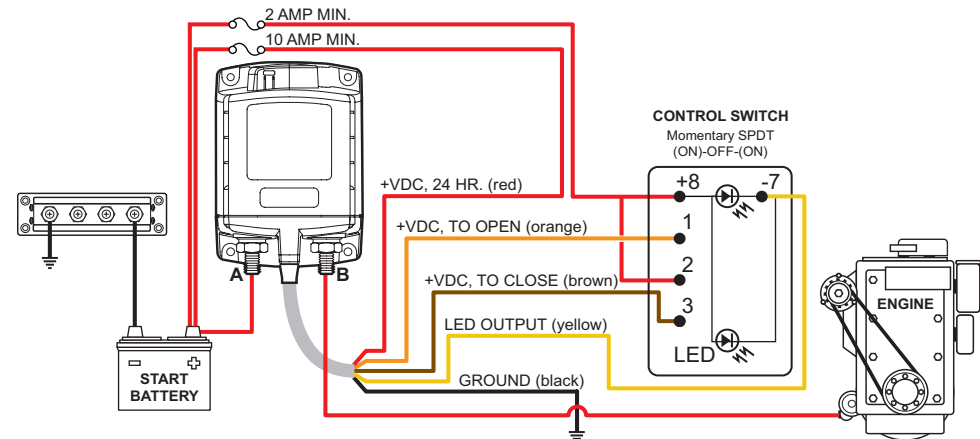 2 AMP MIN.
10 AMP MIN.
CONTROL SWITCH
Momentary SPDT
(ON)-OFF-(ON)
+8
-7
+VDC, 24 HR. (red)
1
+VDC, TO OPEN (orange)
2
A
B
+VDC, TO CLOSE (brown)
3
ENGINE
LED OUTPUT (yellow)
LED
- +
START
BATTERY
GROUND (black)